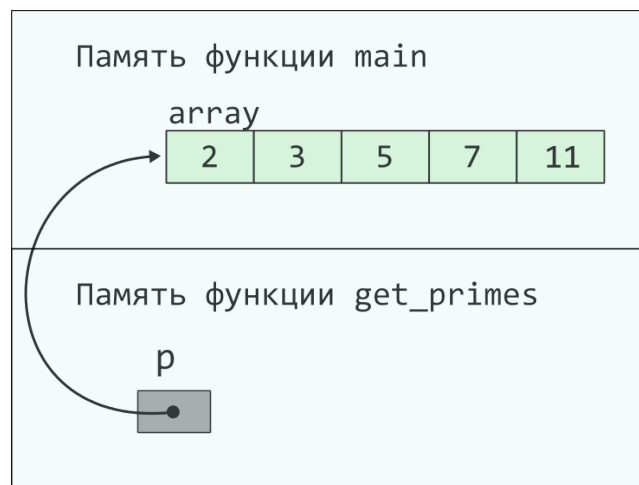 Память функции main
array
2 3 5 7 11
Память функции get_primes
p